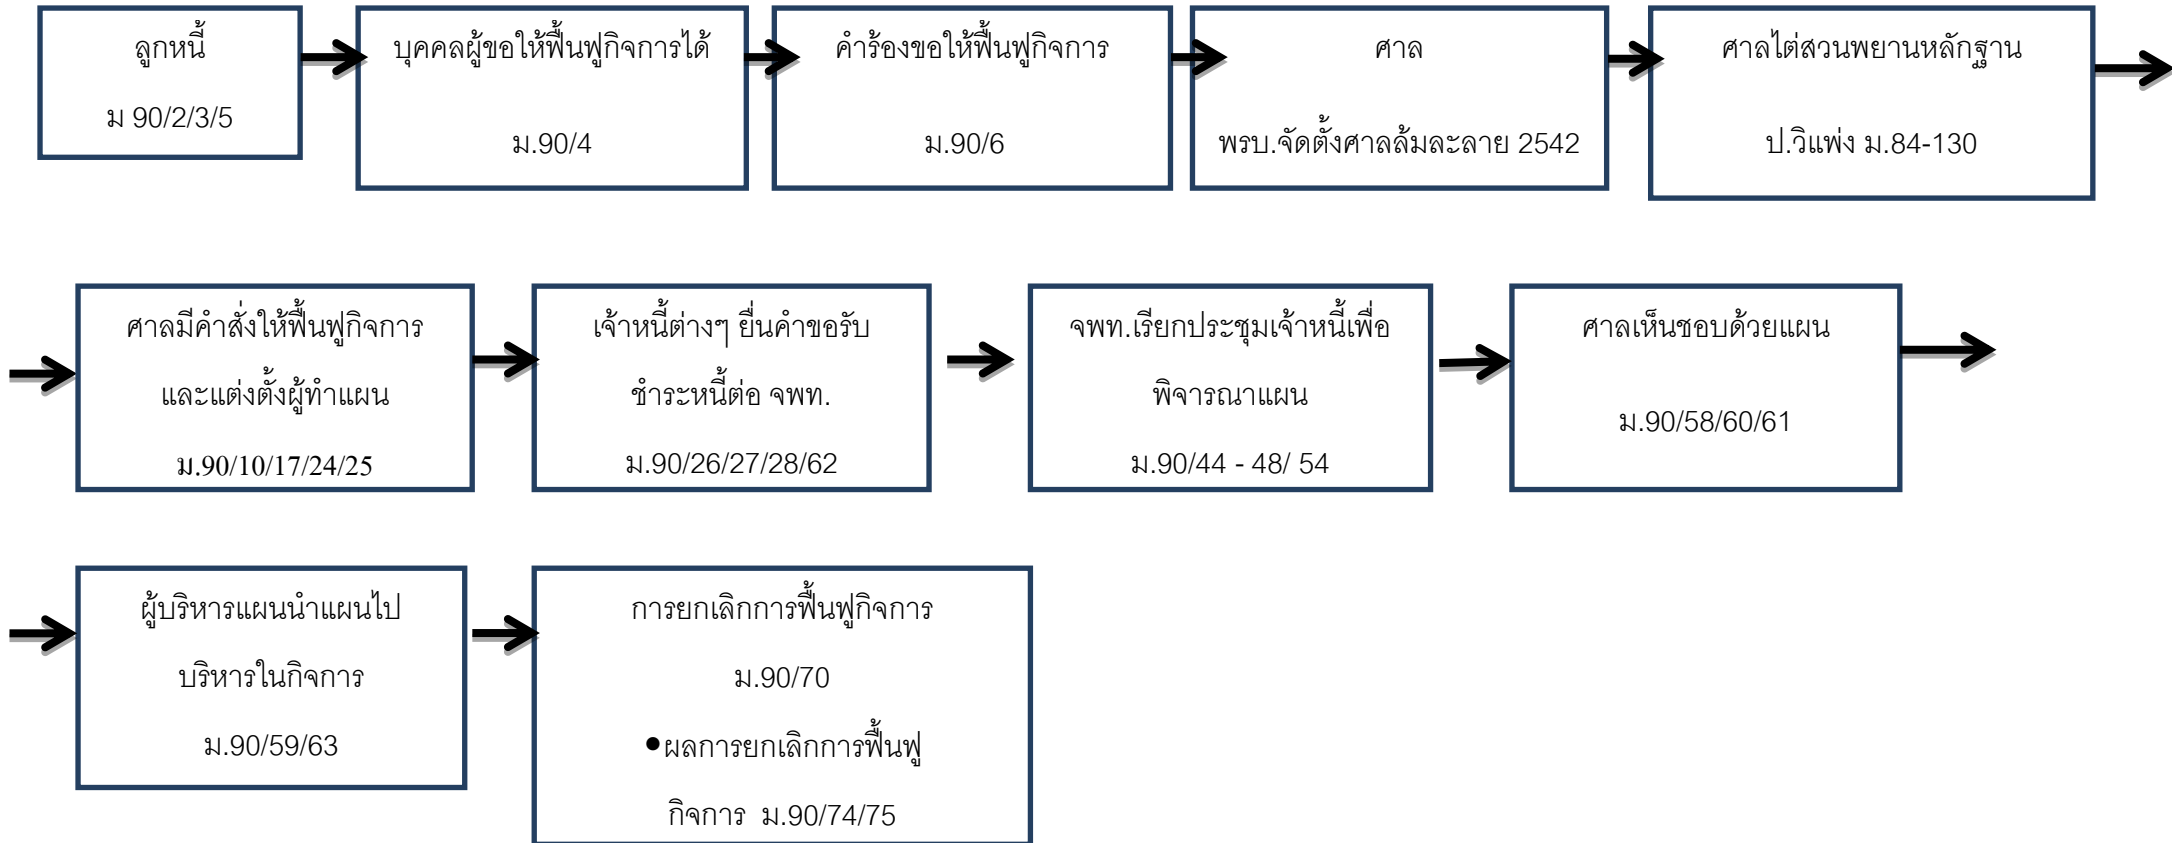 ลูกหนี้
ม 90/2/3/5
บุคคลผู้ขอให้ฟื้นฟูกิจการได้
ม.90/4
คำร้องขอให้ฟื้นฟูกิจการ
ม.90/6
ศาล
พรบ.จัดตั้งศาลล้มละลาย 2542
ศาลไต่สวนพยานหลักฐาน
ป.วิแพ่ง ม.84-130
ศาลมีคำสั่งให้ฟื้นฟูกิจการ
และแต่งตั้งผู้ทำแผน
ม.90/10/17/24/25
เจ้าหนี้ต่างๆ ยื่นคำขอรับ
ชำระหนี้ต่อ จพท.
ม.90/26/27/28/62
จพท.เรียกประชุมเจ้าหนี้เพื่อ
พิจารณาแผน
ม.90/44 - 48/ 54
ศาลเห็นชอบด้วยแผน
ม.90/58/60/61
ผู้บริหารแผนนำแผนไป
บริหารในกิจการ
ม.90/59/63
การยกเลิกการฟื้นฟูกิจการ
ม.90/70
•ผลการยกเลิกการฟื้นฟู
กิจการ ม.90/74/75